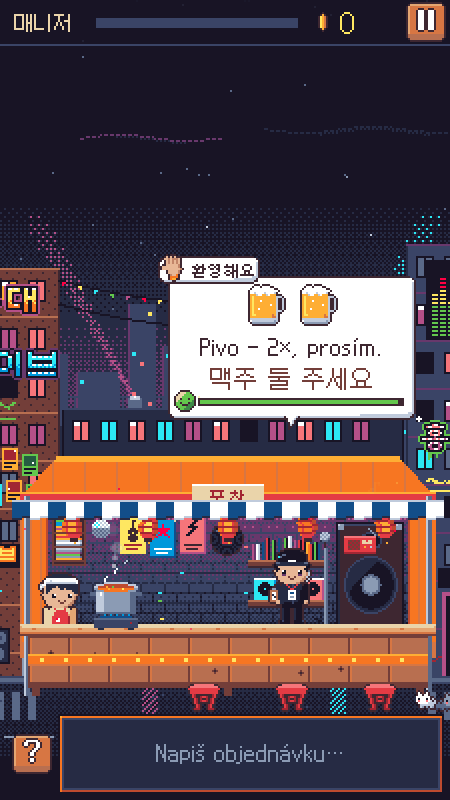 매니저
0
환영해요
대
Pivo – 2×, prosím.
맥주 둘 주세요
포차
?
Napiš objednávku…